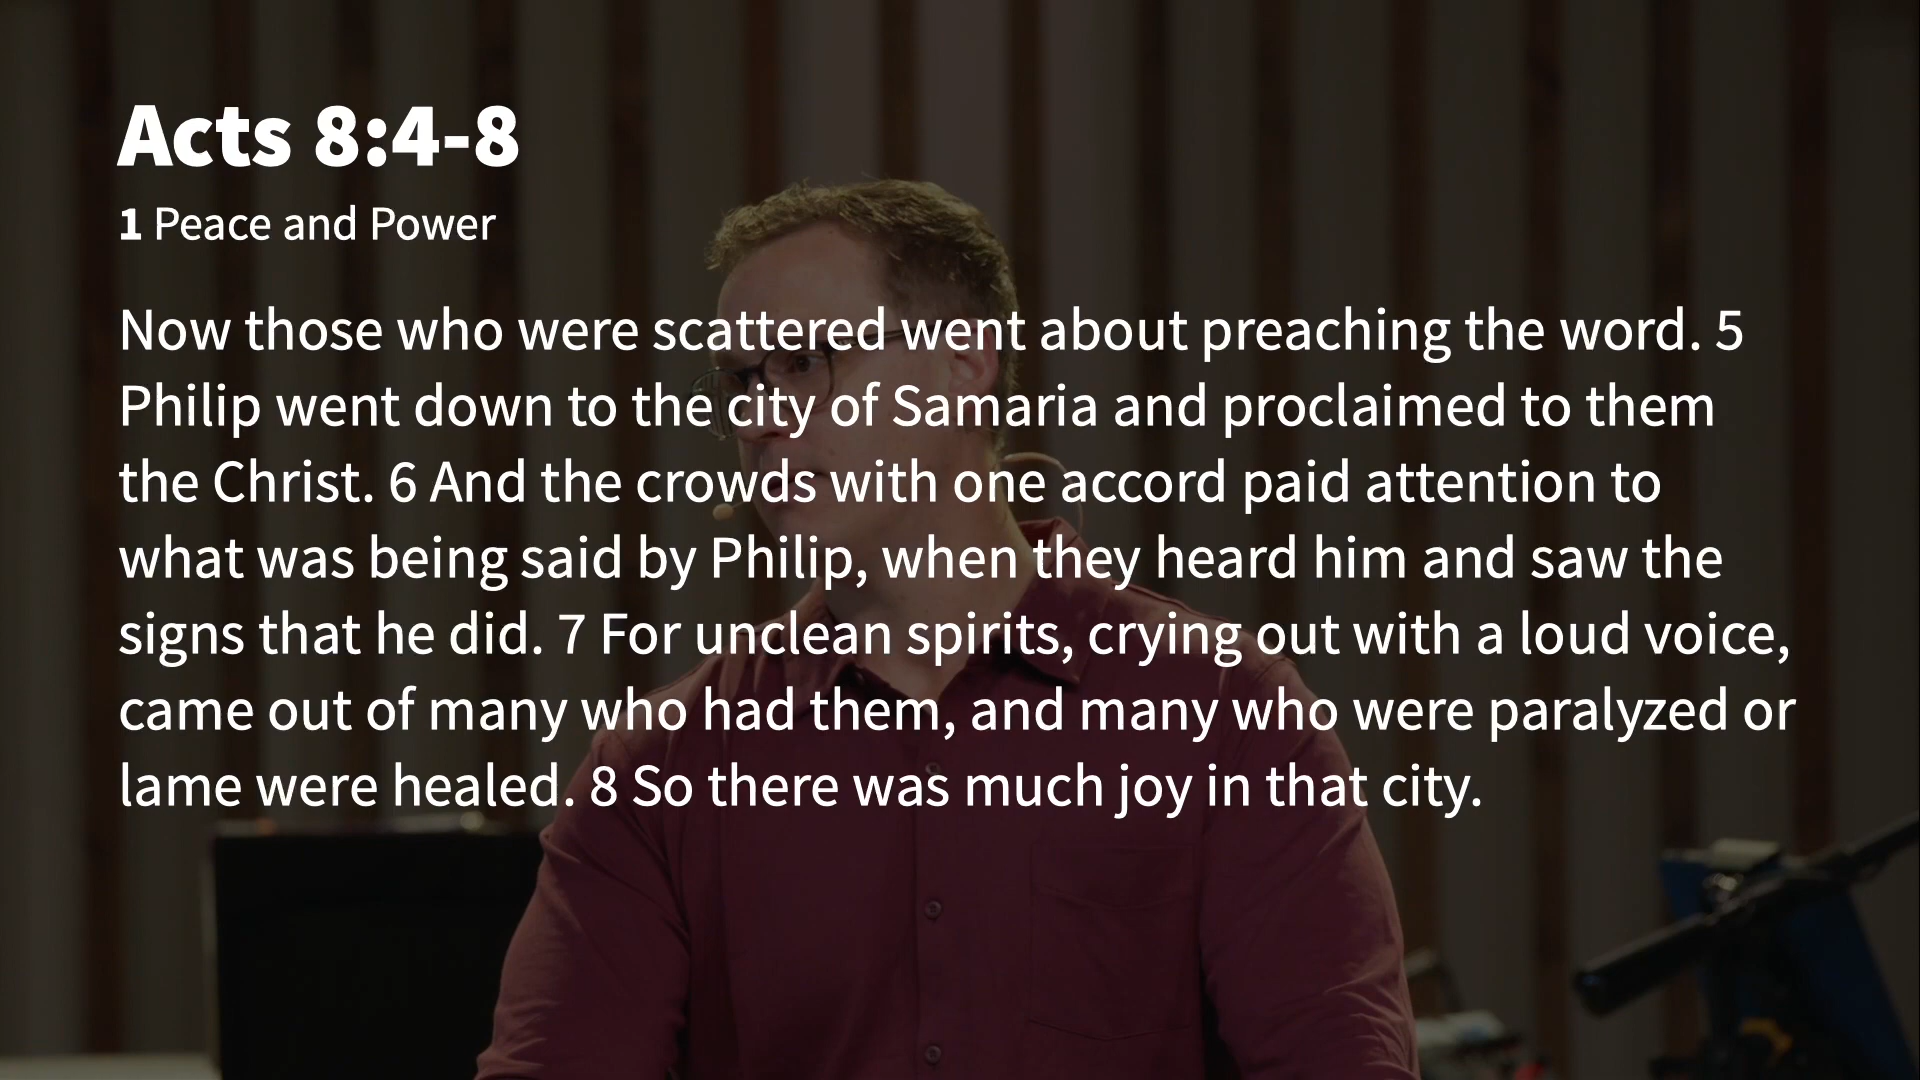 Acts 8:4-8
1 Peace and Power
Now those who were scattered went about preaching the word. 5
Philip went down to the city of Samaria and proclaimed to them
the Christ. 6 And the crowds with one accord paid attention to
what was being said by Philip, when they heard him and saw the
signs that he did. 7 For unclean spirits, crying out with a loud voice,
came out of many who had them, and many who were paralyzed or
lame were healed. 8 So there was much joy in that city.